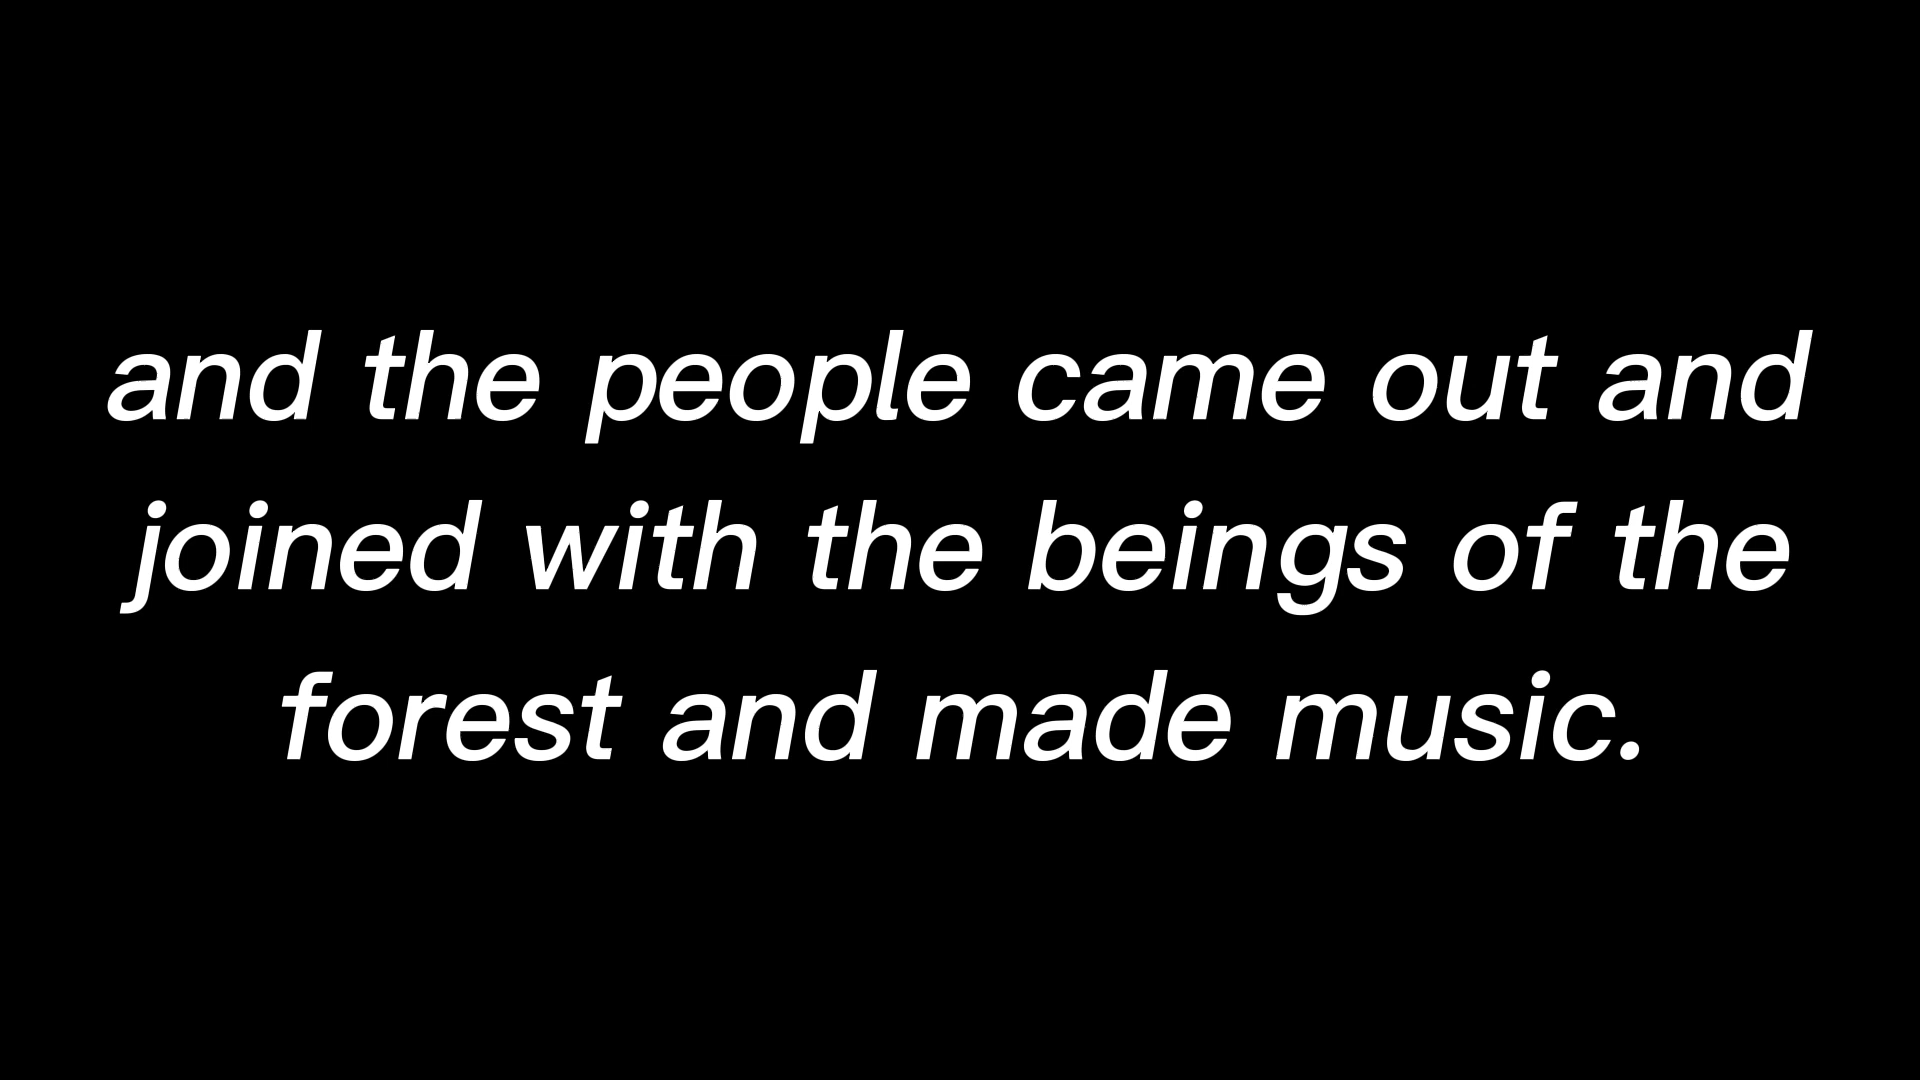 and the people came out and
joined with the beings of the
forest and made music.